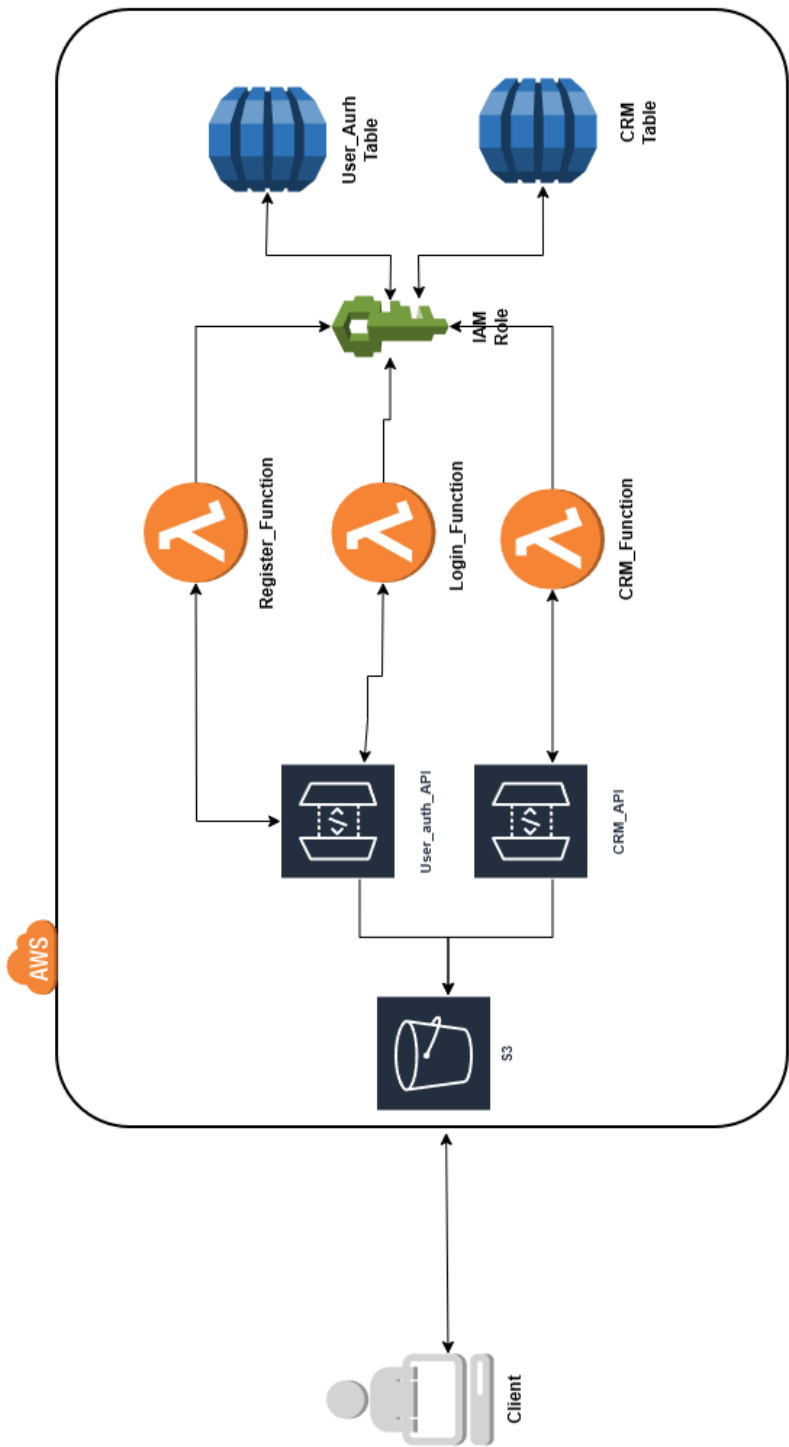 AWS
Client
S3
User_auth_API
CRM_API
Register_Function
Login_Function
CRM_Function
IAM
Role
User_Aurh
Table
CRM
Table